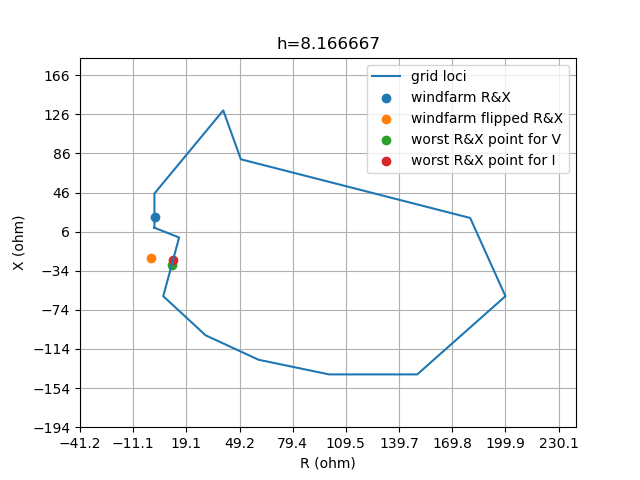 h=8.166667
grid loci
windfarm R&X
windfarm flipped R&X
worst R&X point for V
worst R&X point for I
166
126
86
46
6
−34
−74
−114
−154
−194
X (ohm)
−41.2 −11.1 19.1 49.2 79.4 109.5 139.7 169.8 199.9 230.1
R (ohm)